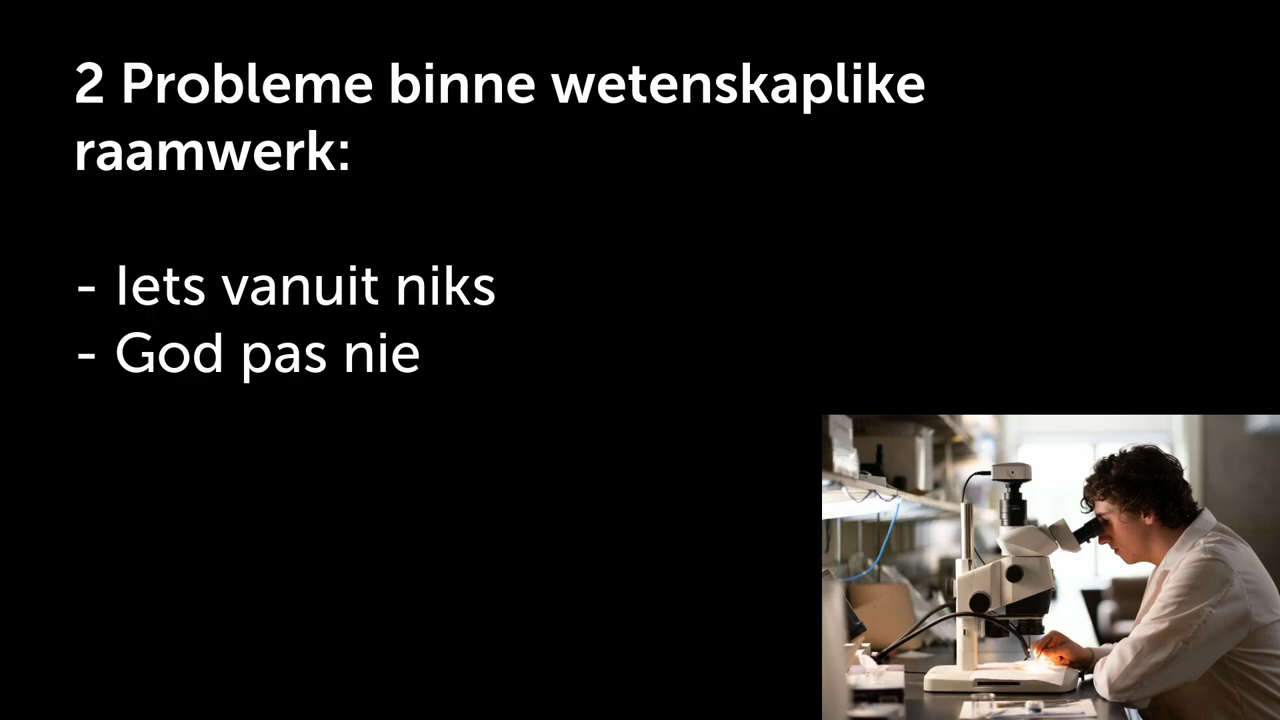 2 Probleme binne wetenskaplike
raamwerk:
- Iets vanuit niks
- God pas nie